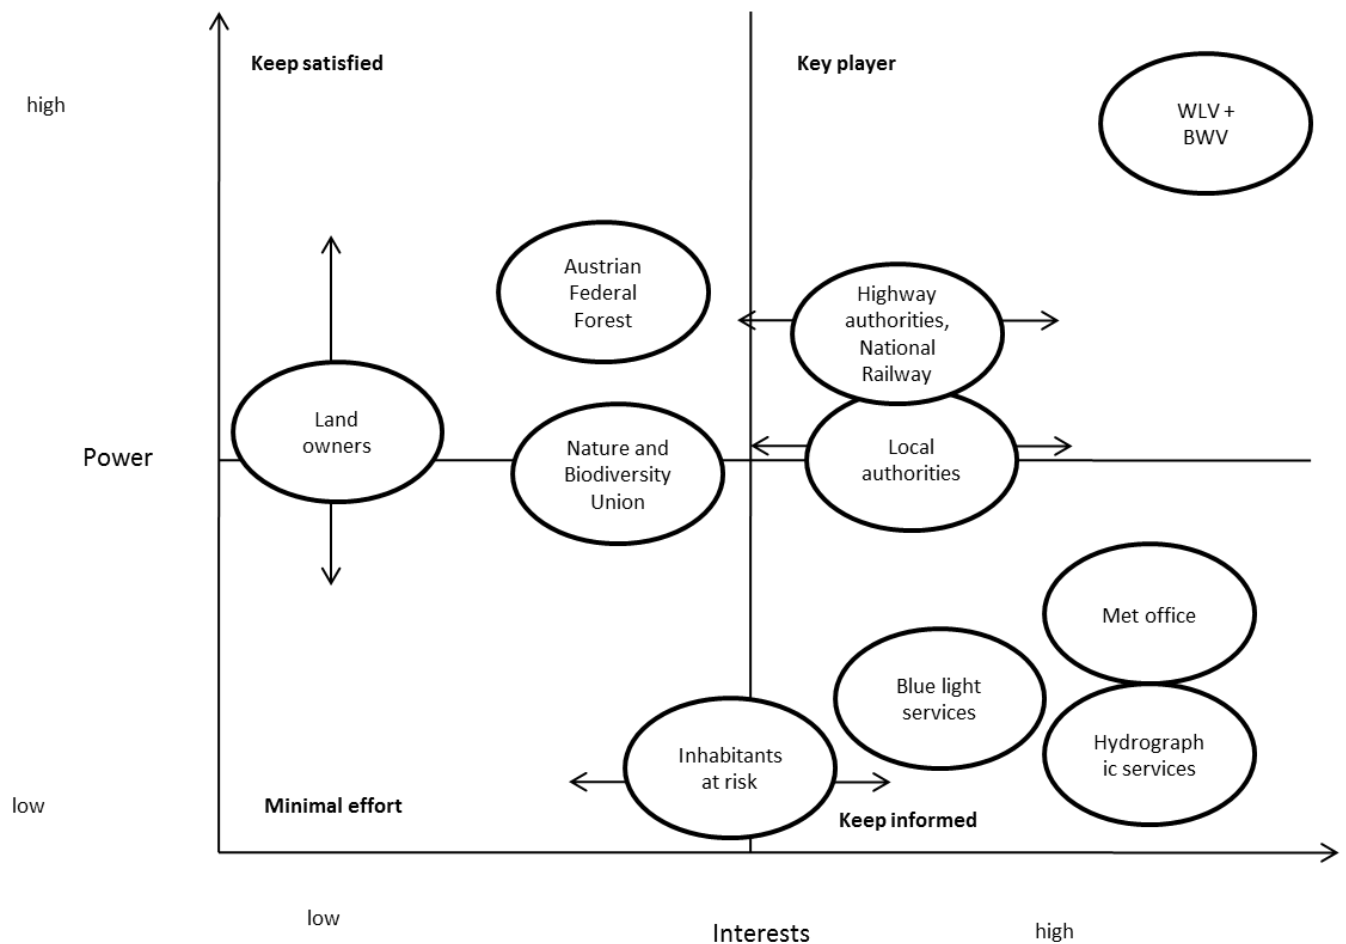 Keep satisfied
Key player
high
WLV +
BWV
Austrian
Federal
Forest
Highway
authorities,
National
Railway
Land
owners
Power
Nature and
Biodiversity
Union
Local
authorities
Met office
Blue light
services
Inhabitants
at risk
Hydrograph
ic services
low
Minimal effort
Keep informed
low
Interests
high